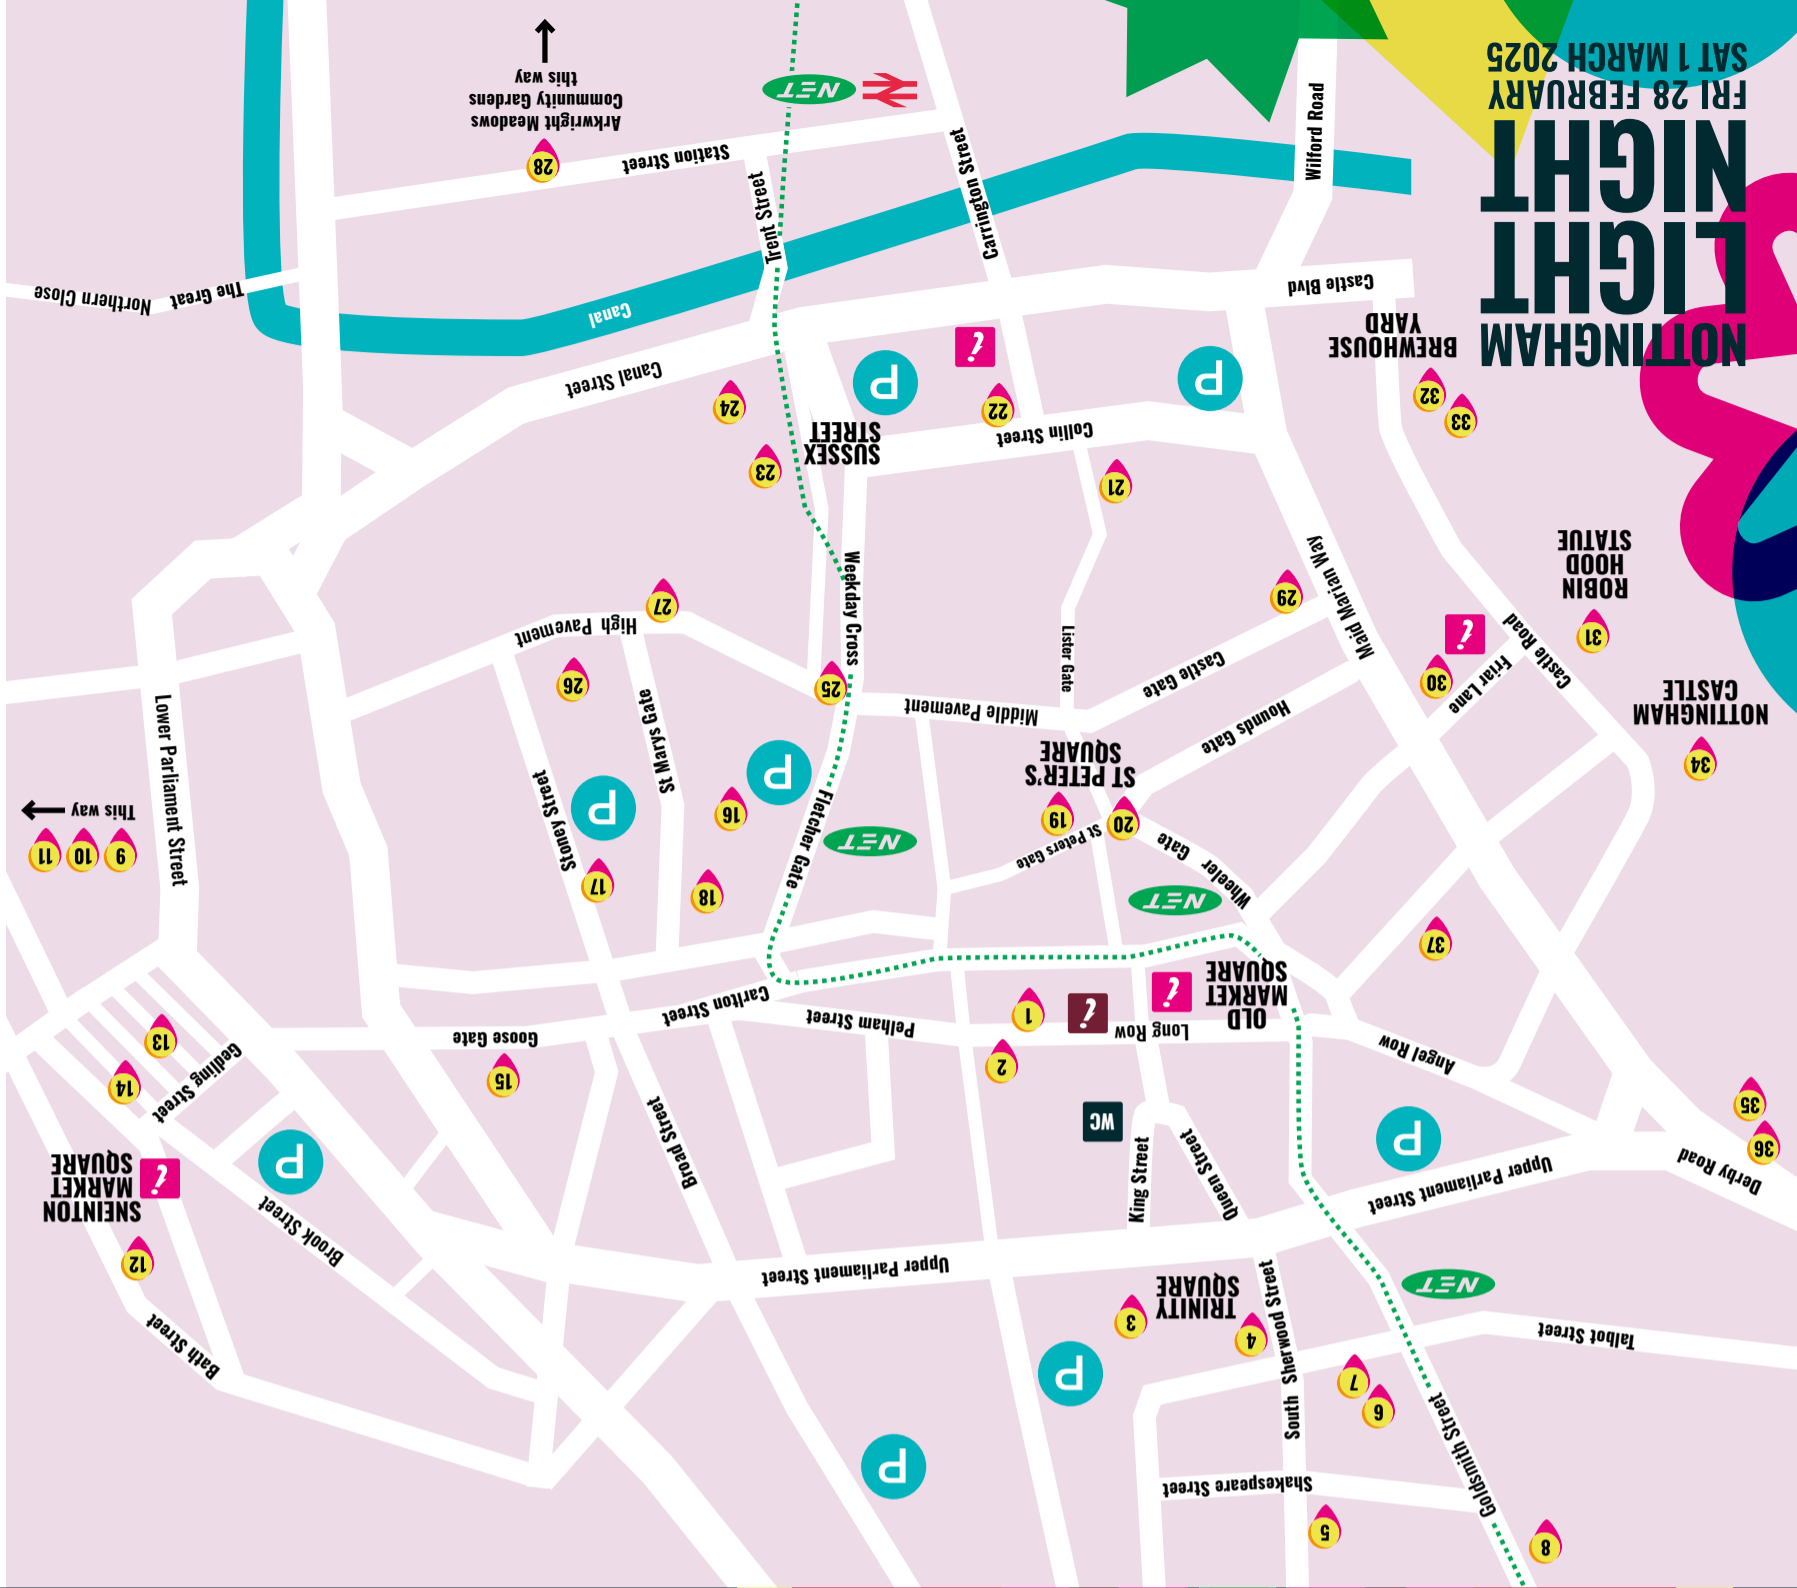 8
5
Shakespeare Street
Goldsmith Street
P
6
7
P
South Sherwood Street
Talbot Street
Bath Street
4
3
TRINITY
SQUARE
NET
Upper Parliament Street
12
Brook Street
SNEINTON
MARKET
SQUARE
i
Derby Road
Upper Parliament Street
King Street
Queen Street
36
35
P
P
WC
Broad Street
Angel Row
15
14
Gedling Street
2
Goose Gate
13
OLD
MARKET
SQUARE
Long Row
i
i
1
Pelham Street
Carlton Street
37
NET
Wheeler Gate
18
17
NET
Fletcher Gate
Stoney Street
9
10
11
This way
St Peters Gate
20
19
16
P
P
Lower Parliament Street
ST PETER'S
SQUARE
34
NOTTINGHAM
CASTLE
Hounds Gate
Middle Pavement
St Marys Gate
30
Friar Lane
i
Castle Road
Castle Gate
Lister Gate
25
26
31
ROBIN
HOOD
STATUE
Maid Marian Way
29
Weekday Cross
High Pavement
27
21
23
SUSSEX
STREET
Collin Street
33
32
22
24
P
P
i
Canal Street
BREWHOUSE
YARD
NOTTINGHAM
LIGHT
NIGHT
FRI 28 FEBRUARY
SAT 1 MARCH 2025
Castle Blvd
Canal
The Great Northern Close
Carrington Street
Trent Street
Wilford Road
Station Street
28
Arkwright Meadows
Community Gardens
this way
NET